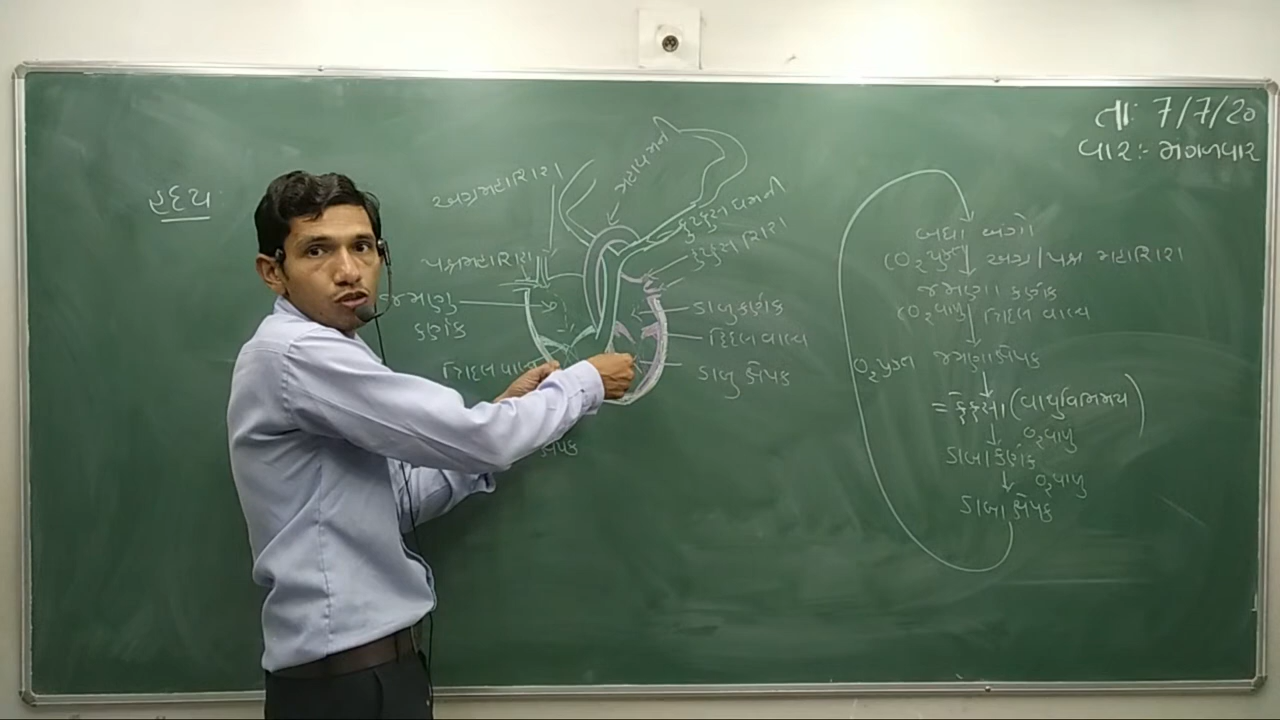 તા: 7/7/20
વાર:- મંગળવાર
હૃદય
અગ્રમહાશિરા
મહાધમની
ફુફ્ફુસ ધમની
ફુફ્ફુસ શિરા
પશ્ચમહાશિરા
જમણુ
કર્ણક
ડાબુ કર્ણક
દ્વિદલ વાલ્વ
ત્રિદલ વાલ્વ
ડાબુ ક્ષેપક
ક્ષેપક
બધા અંગો
CO₂ યુક્ત અગ્ર/પશ્ચ મહાશિરા
જમણા કર્ણક
CO₂ વાળુ ત્રિદલ વાલ્વ
જમણા ક્ષેપક
O₂ યુક્ત
= ફેફસા (વાયુવિનિમય)
O₂ વાળુ
ડાબા કર્ણક
O₂ વાળુ
ડાબા ક્ષેપક